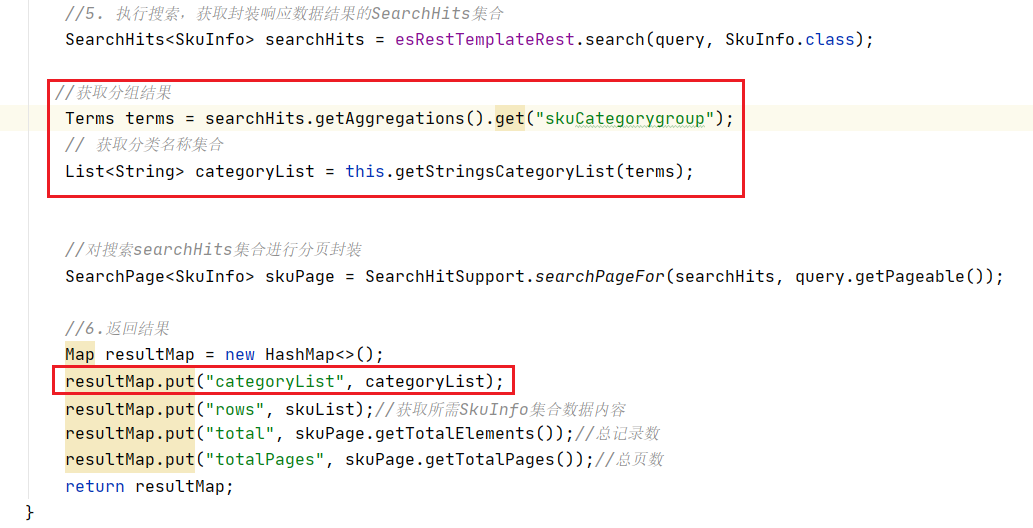 //5. 执行搜索，获取封装响应数据结果的SearchHits集合
SearchHits<SkuInfo> searchHits = esRestTemplateRest.search(query, SkuInfo.class);
//获取分组结果
Terms terms = searchHits.getAggregations().get("skuCategorygroup");
// 获取分类名称集合
List<String> categoryList = this.getStringsCategoryList(terms);
//对搜索searchHits集合进行分页封装
SearchPage<SkuInfo> skuPage = SearchHitSupport.searchPageFor(searchHits, query.getPageable());
//6.返回结果
Map resultMap = new HashMap<>();
resultMap.put("categoryList", categoryList);
resultMap.put("rows", skuList);//获取所需SkuInfo集合数据内容
resultMap.put("total", skuPage.getTotalElements());//总记录数
resultMap.put("totalPages", skuPage.getTotalPages());//总页数
return resultMap;
}